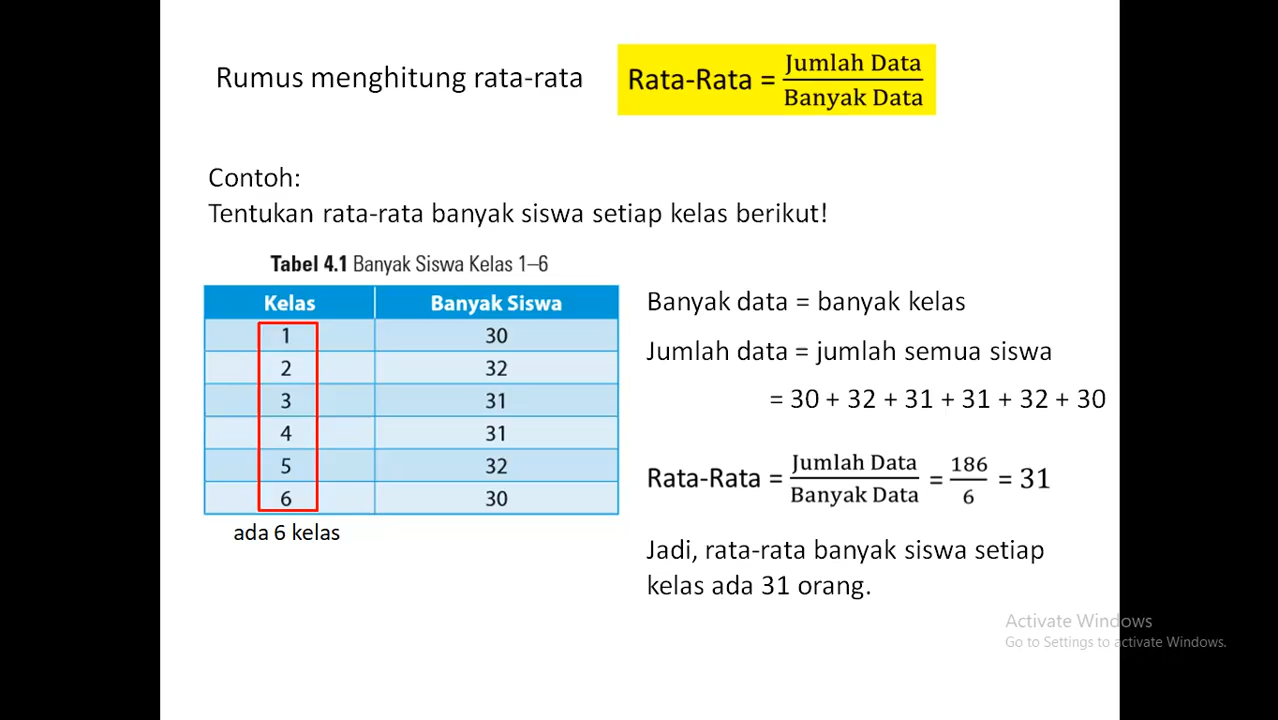 Rumus menghitung rata-rata
Rata-Rata = Jumlah Data / Banyak Data
Contoh:
Tentukan rata-rata banyak siswa setiap kelas berikut!
Tabel 4.1 Banyak Siswa Kelas 1–6
Kelas Banyak Siswa
1 30
2 32
3 31
4 31
5 32
6 30
ada 6 kelas
Banyak data = banyak kelas
Jumlah data = jumlah semua siswa
= 30 + 32 + 31 + 31 + 32 + 30
Rata-Rata = Jumlah Data / Banyak Data = 186 / 6 = 31
Jadi, rata-rata banyak siswa setiap
kelas ada 31 orang.
Activate Windows
Go to Settings to activate Windows.